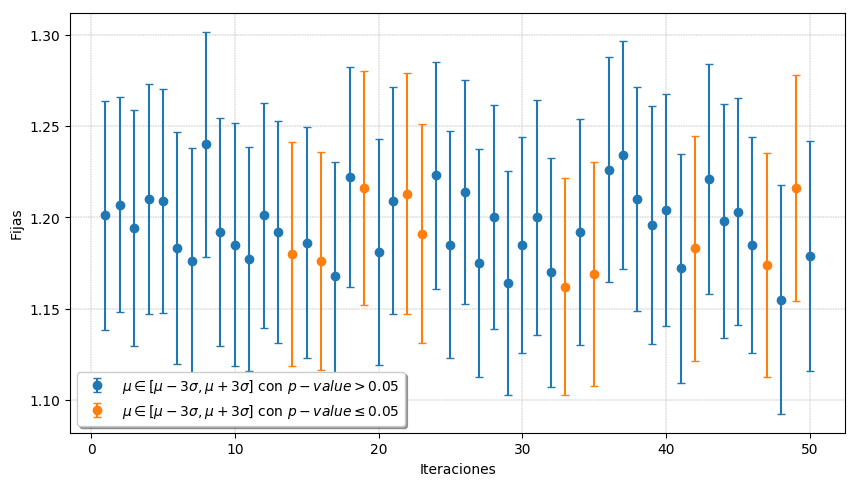 1.30
1.25
1.20
1.15
1.10
Fijas
μ ∈ [μ − 3σ, μ + 3σ] con p − value > 0.05
μ ∈ [μ − 3σ, μ + 3σ] con p − value ≤ 0.05
0 10 20 30 40 50
Iteraciones